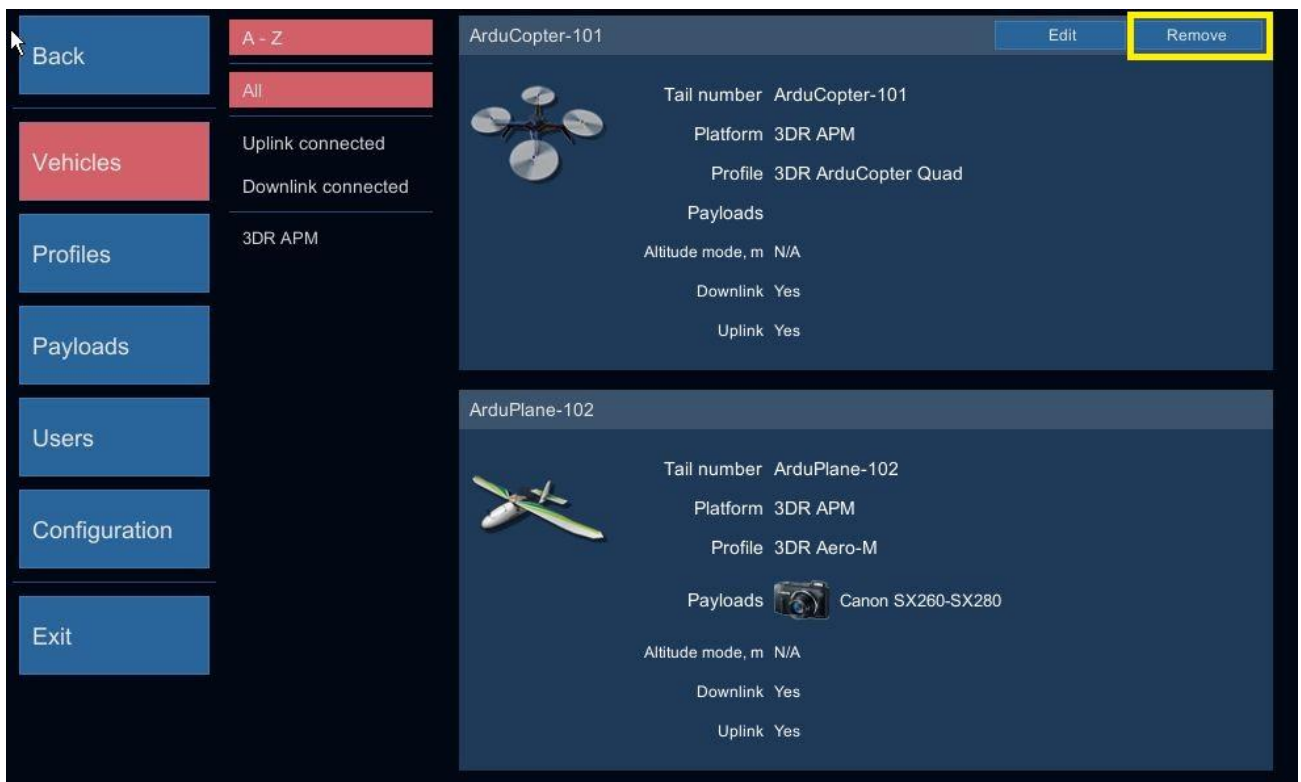 Back
Vehicles
Profiles
Payloads
Users
Configuration
Exit
A - Z
All
Uplink connected
Downlink connected
3DR APM
ArduCopter-101 Edit Remove
Tail number ArduCopter-101
Platform 3DR APM
Profile 3DR ArduCopter Quad
Payloads
Altitude mode, m N/A
Downlink Yes
Uplink Yes
ArduPlane-102
Tail number ArduPlane-102
Platform 3DR APM
Profile 3DR Aero-M
Payloads Canon SX260-SX280
Altitude mode, m N/A
Downlink Yes
Uplink Yes